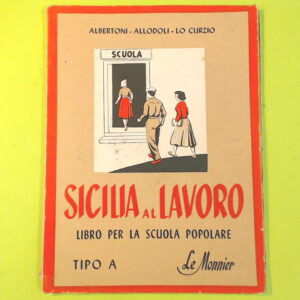 ALBERTONI - ALLODOLI - LO CURZIO
SCUOLA
SICILIA AL LAVORO
LIBRO PER LA SCUOLA POPOLARE
TIPO A
Le Monnier